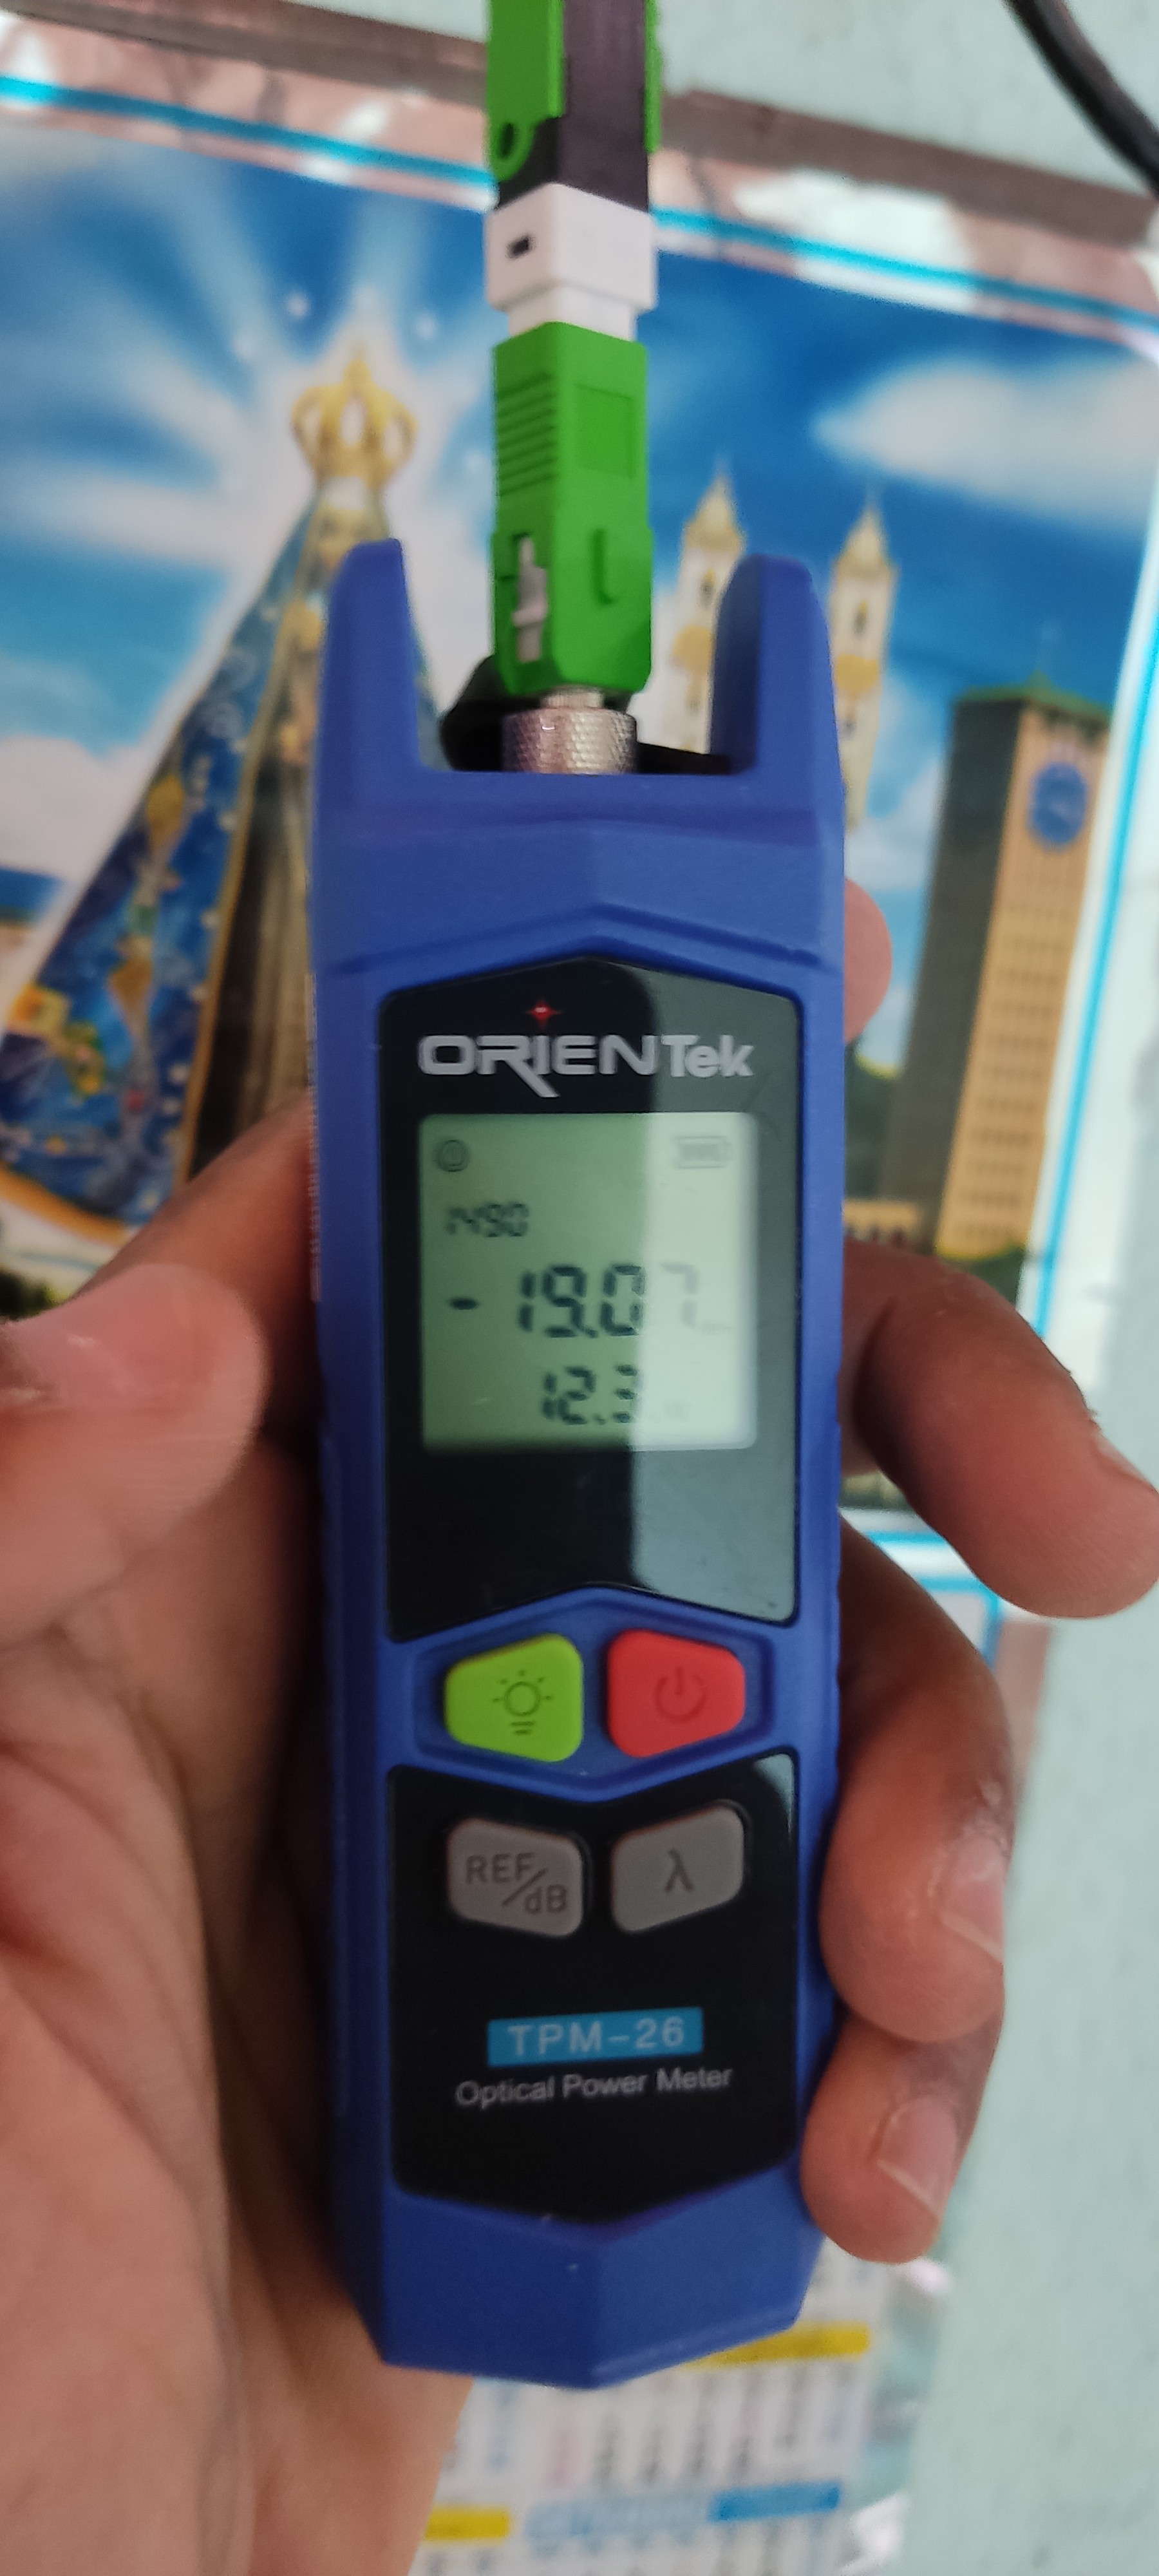 ORIENTek
1490
-19.07
12.3
REF/dB
λ
TPM-26
Optical Power Meter